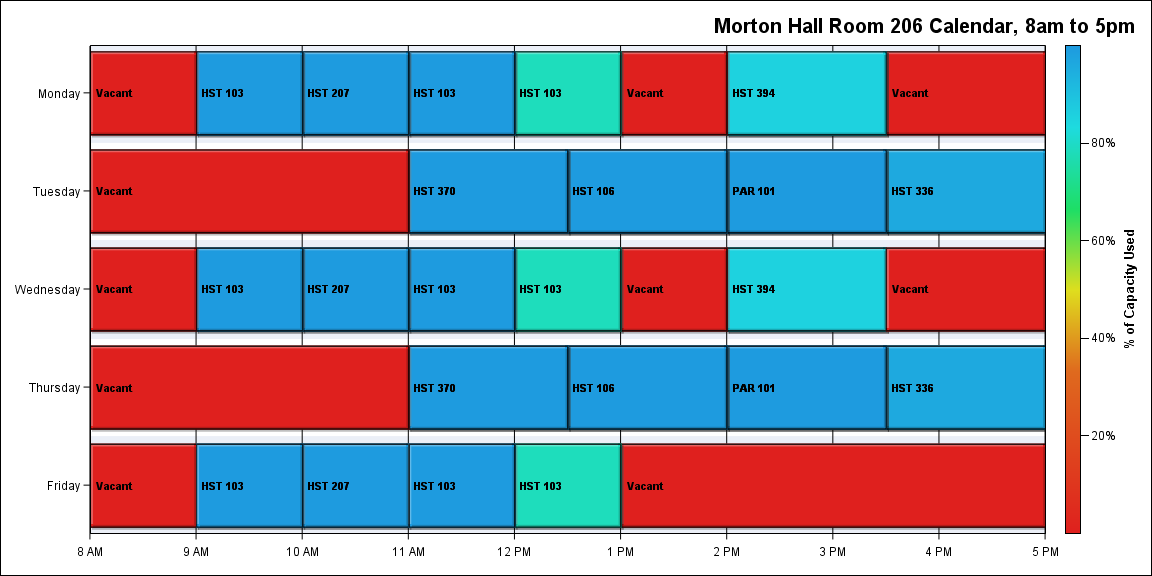 Morton Hall Room 206 Calendar, 8am to 5pm
Monday
Vacant
HST 103
HST 207
HST 103
HST 103
Vacant
HST 394
Vacant
Tuesday
Vacant
HST 370
HST 106
PAR 101
HST 336
Wednesday
Vacant
HST 103
HST 207
HST 103
HST 103
Vacant
HST 394
Vacant
Thursday
Vacant
HST 370
HST 106
PAR 101
HST 336
Friday
Vacant
HST 103
HST 207
HST 103
HST 103
Vacant
8 AM
9 AM
10 AM
11 AM
12 PM
1 PM
2 PM
3 PM
4 PM
5 PM
80%
60%
40%
20%
% of Capacity Used